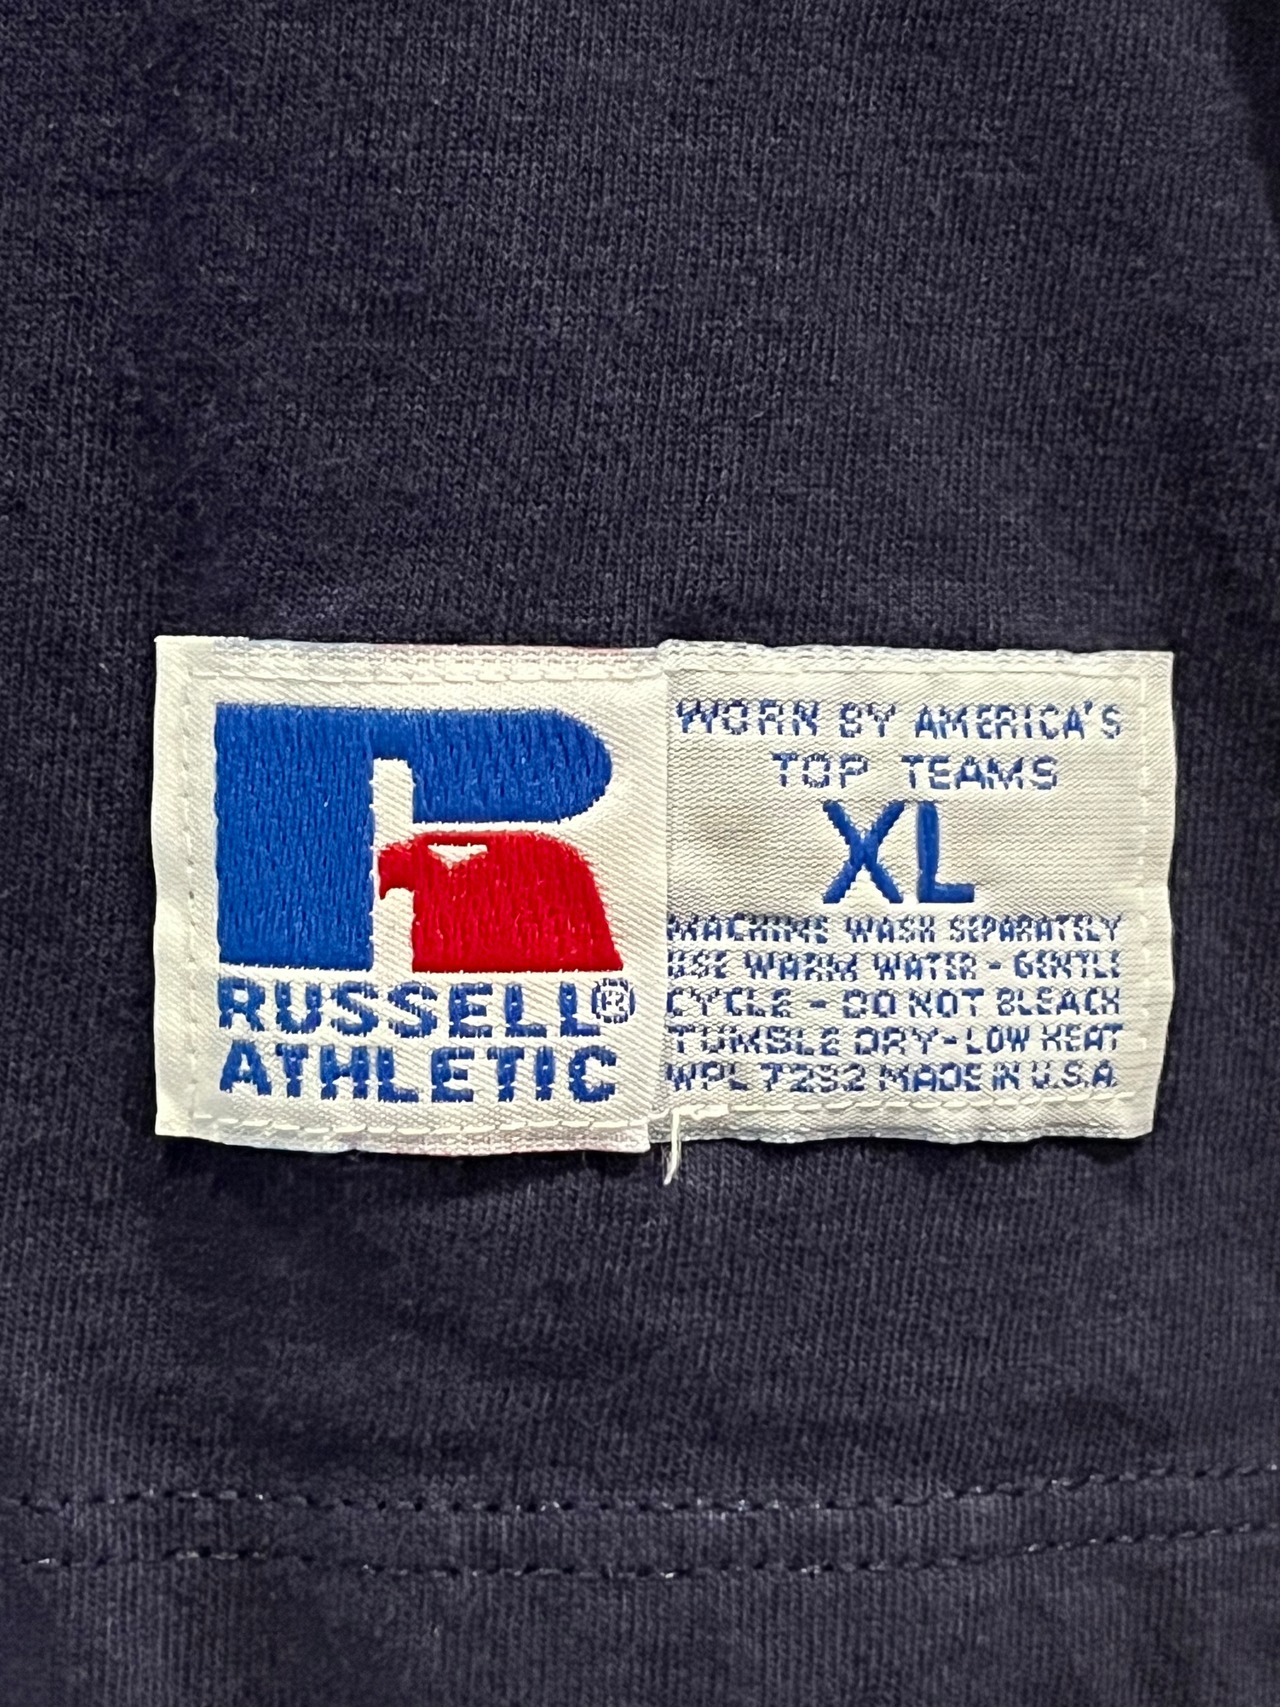 RUSSELL®
ATHLETIC
WORN BY AMERICA'S
TOP TEAMS
XL
MACHINE WASH SEPARATELY
USE WARM WATER - GENTLE
CYCLE - DO NOT BLEACH
TUMBLE DRY - LOW HEAT
WPL 7292 MADE IN U.S.A.